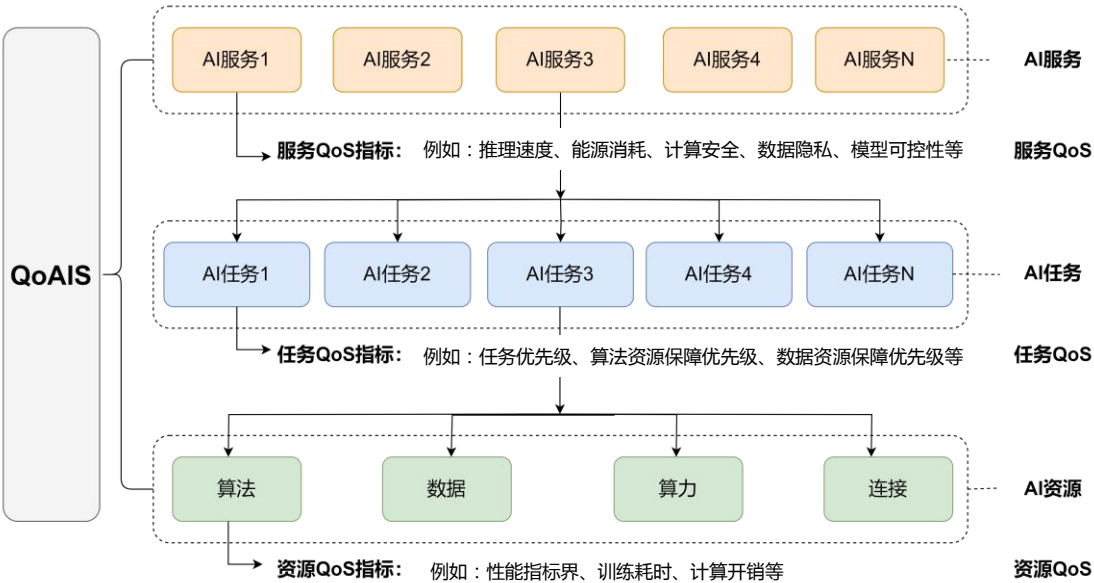 AI服务1 AI服务2 AI服务3 AI服务4 AI服务N AI服务
服务QoS指标： 例如：推理速度、能源消耗、计算安全、数据隐私、模型可控性等 服务QoS
QoAIS
AI任务1 AI任务2 AI任务3 AI任务4 AI任务N AI任务
任务QoS指标： 例如：任务优先级、算法资源保障优先级、数据资源保障优先级等 任务QoS
算法 数据 算力 连接 AI资源
资源QoS指标： 例如：性能指标界、训练耗时、计算开销等 资源QoS